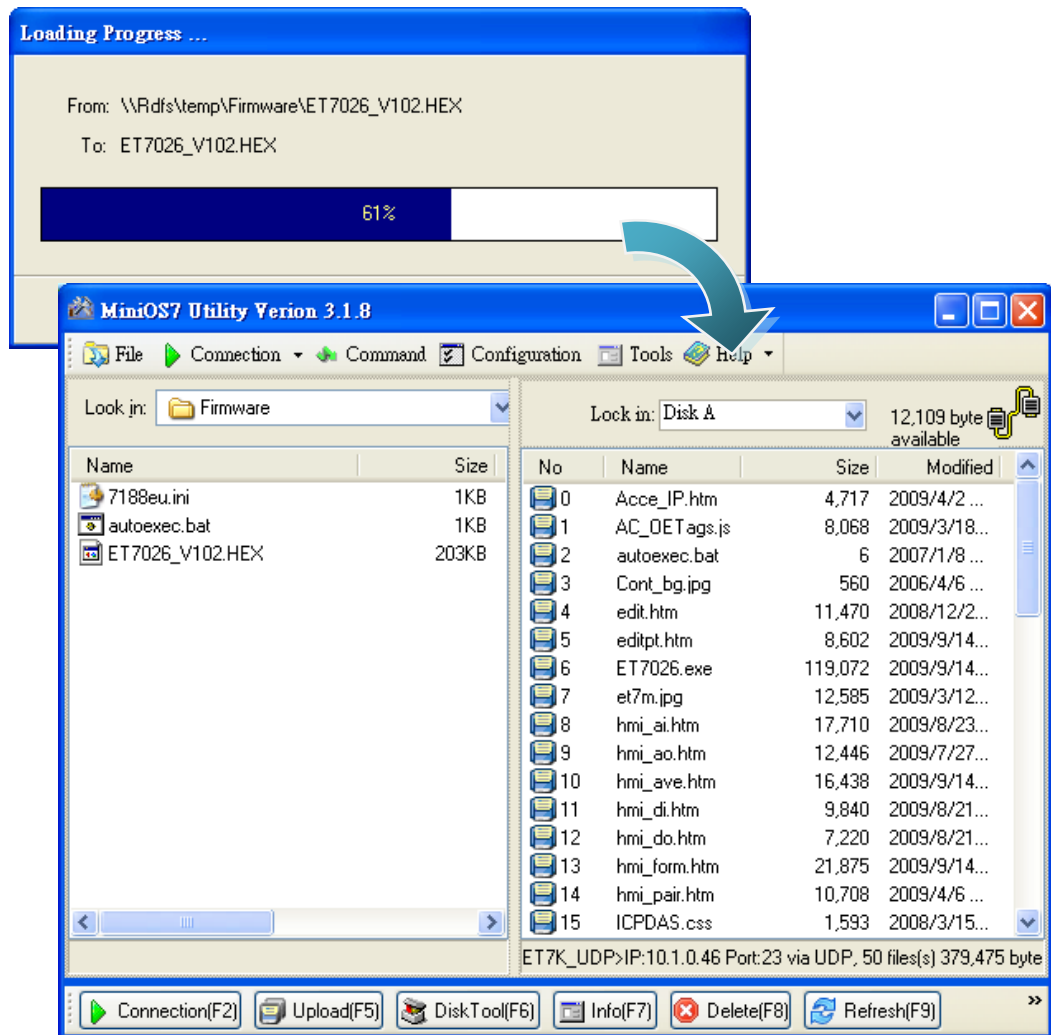 Loading Progress ...
From: \\Rdfs\temp\Firmware\ET7026_V102.HEX
To: ET7026_V102.HEX
61%
MiniOS7 Utility Verion 3.1.8
File Connection Command Configuration Tools Help
Look in: Firmware
Lock in: Disk A
12,109 byte available
Name Size
7188eu.ini 1KB
autoexec.bat 1KB
ET7026_V102.HEX 203KB
No Name Size Modified
0 Acce_IP.htm 4,717 2009/4/2 ...
1 AC_OETags.js 8,068 2009/3/18...
2 autoexec.bat 6 2007/1/8 ...
3 Cont_bg.jpg 560 2006/4/6 ...
4 edit.htm 11,470 2008/12/2...
5 editpt.htm 8,602 2009/9/14...
6 ET7026.exe 119,072 2009/9/14...
7 et7m.jpg 12,585 2009/3/12...
8 hmi_ai.htm 17,710 2009/8/23...
9 hmi_ao.htm 12,446 2009/7/27...
10 hmi_ave.htm 16,438 2009/9/14...
11 hmi_di.htm 9,840 2009/8/21...
12 hmi_do.htm 7,220 2009/8/21...
13 hmi_form.htm 21,875 2009/9/14...
14 hmi_pair.htm 10,708 2009/4/6 ...
15 ICPDAS.css 1,593 2008/3/15...
ET7K_UDP>IP:10.1.0.46 Port:23 via UDP, 50 files(s) 379,475 byte
Connection(F2) Upload(F5) DiskTool(F6) Info(F7) Delete(F8) Refresh(F9) »